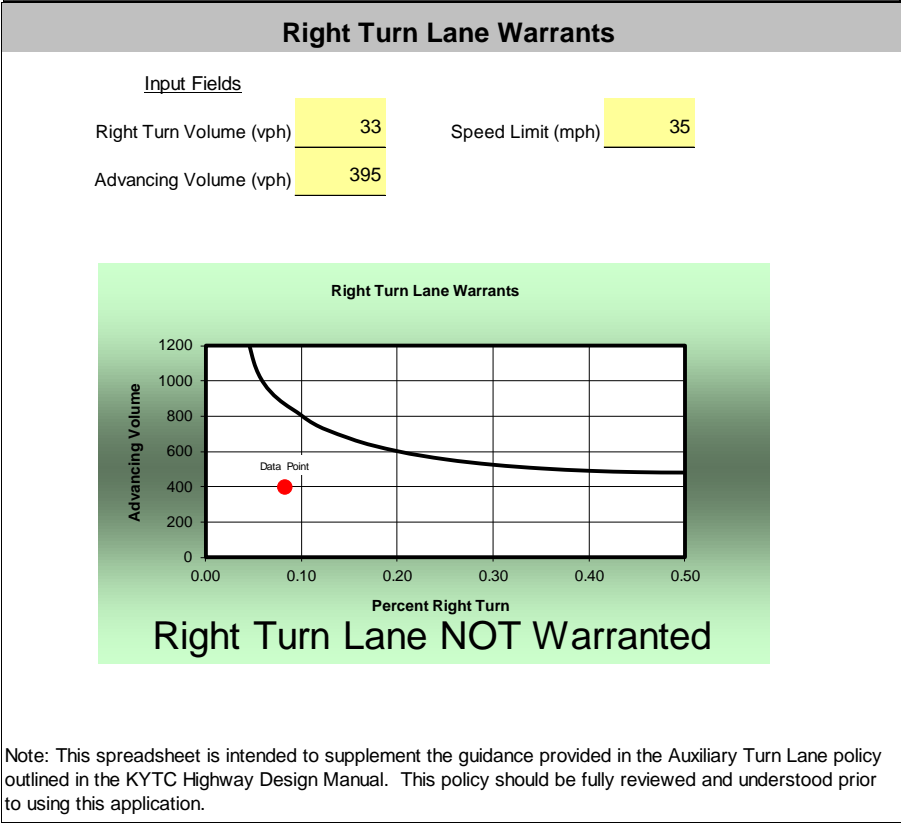 Right Turn Lane Warrants
Input Fields
Right Turn Volume (vph) 33 Speed Limit (mph) 35
Advancing Volume (vph) 395
Right Turn Lane Warrants
Advancing Volume
1200
1000
800
600
400
200
0
Data Point
0.00 0.10 0.20 0.30 0.40 0.50
Percent Right Turn
Right Turn Lane NOT Warranted
Note: This spreadsheet is intended to supplement the guidance provided in the Auxiliary Turn Lane policy
outlined in the KYTC Highway Design Manual. This policy should be fully reviewed and understood prior
to using this application.